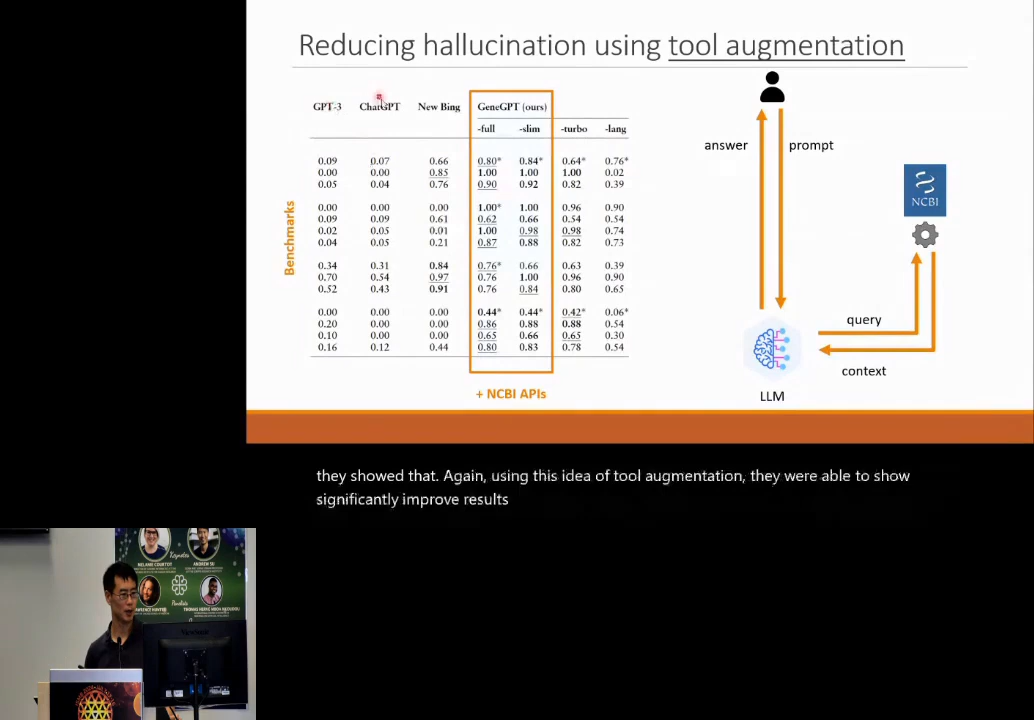 Reducing hallucination using tool augmentation
GPT-3 ChatGPT New Bing GeneGPT (ours)
-full -slim -turbo -lang
0.09 0.07 0.66 0.80* 0.84* 0.64* 0.76*
0.00 0.00 0.85 1.00 1.00 1.00 0.02
0.05 0.04 0.76 0.90 0.92 0.82 0.39
0.00 0.00 0.00 1.00* 1.00 0.96 0.90
0.09 0.09 0.61 0.62 0.66 0.54 0.54
0.02 0.05 0.01 1.00 0.98 0.98 0.74
0.04 0.05 0.21 0.87 0.88 0.82 0.73
0.34 0.31 0.84 0.76* 0.66 0.63 0.39
0.70 0.54 0.97 0.76 1.00 0.96 0.90
0.52 0.43 0.91 0.76 0.84 0.80 0.65
0.00 0.00 0.00 0.44* 0.44* 0.42* 0.06*
0.20 0.00 0.00 0.86 0.88 0.88 0.54
0.10 0.00 0.00 0.65 0.66 0.65 0.30
0.16 0.12 0.44 0.80 0.83 0.78 0.54
Benchmarks
+ NCBI APIs
answer
prompt
NCBI
query
context
LLM
they showed that. Again, using this idea of tool augmentation, they were able to show
significantly improve results
Keynotes
MELANIE COURTOT
ANDREW SU
LAWRENCE HUNTER
Panelists